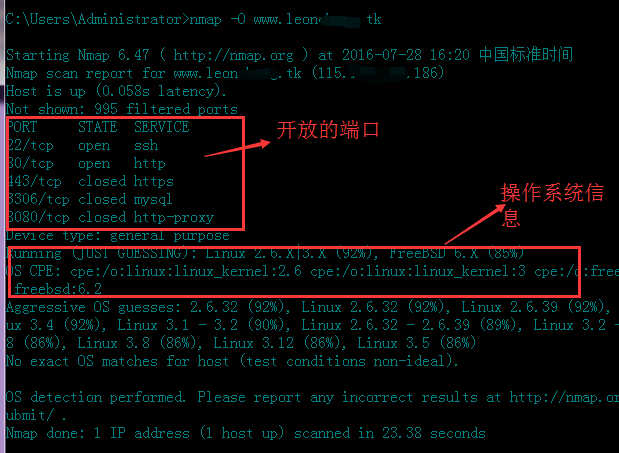 C:\Users\Administrator>nmap -O www.leon tk
Starting Nmap 6.47 ( http://nmap.org ) at 2016-07-28 16:20 中国标准时间
Nmap scan report for www.leon .tk (115.. .186)
Host is up (0.058s latency).
Not shown: 995 filtered ports
PORT STATE SERVICE
22/tcp open ssh
开放的端口
80/tcp open http
443/tcp closed https
3306/tcp closed mysql
8080/tcp closed http-proxy
操作系统信息
Device type: general purpose
Running (JUST GUESSING): Linux 2.6.X|3.X (92%), FreeBSD 6.X (85%)
OS CPE: cpe:/o:linux:linux_kernel:2.6 cpe:/o:linux:linux_kernel:3 cpe:/o:free
freebsd:6.2
Aggressive OS guesses: 2.6.32 (92%), Linux 2.6.32 (92%), Linux 2.6.39 (92%),
ux 3.4 (92%), Linux 3.1 - 3.2 (90%), Linux 2.6.32 - 2.6.39 (89%), Linux 3.2 -
8 (86%), Linux 3.8 (86%), Linux 3.12 (86%), Linux 3.5 (86%)
No exact OS matches for host (test conditions non-ideal).
OS detection performed. Please report any incorrect results at http://nmap.or
ubmit/ .
Nmap done: 1 IP address (1 host up) scanned in 23.38 seconds